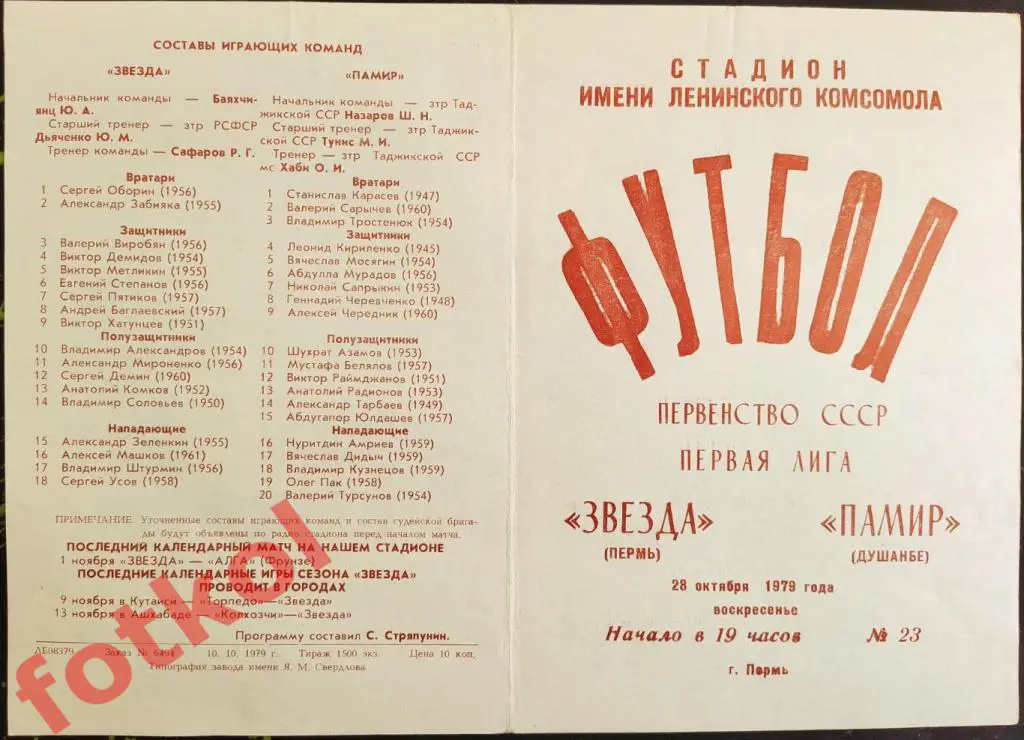 СОСТАВЫ ИГРАЮЩИХ КОМАНД
«ЗВЕЗДА»
Начальник команды — Баяхчи-
янц Ю. А.
Старший тренер — зтр РСФСР
Дьяченко Ю. М.
Тренер команды — Сафаров Р. Г.
Вратари
1 Сергей Оборин (1956)
2 Александр Забияка (1955)
Защитники
3 Валерий Виробян (1956)
4 Виктор Демидов (1954)
5 Виктор Метликин (1955)
6 Евгений Степанов (1956)
7 Сергей Пятиков (1957)
8 Андрей Баглаевский (1957)
9 Виктор Хатунцев (1951)
Полузащитники
10 Владимир Александров (1954)
11 Александр Мироненко (1956)
12 Сергей Демин (1960)
13 Анатолий Комков (1952)
14 Владимир Соловьев (1950)
Нападающие
15 Александр Зеленкин (1955)
16 Алексей Машков (1961)
17 Владимир Штурмин (1956)
18 Сергей Усов (1958)
«ПАМИР»
Начальник команды — зтр Тад-
жикской ССР Назаров Ш. Н.
Старший тренер — зтр Таджик-
ской ССР Тунис М. И.
Тренер — зтр Таджикской ССР
мс Хаби О. И.
Вратари
1 Станислав Карасев (1947)
2 Валерий Сарычев (1960)
3 Владимир Тростенюк (1954)
Защитники
4 Леонид Кириленко (1945)
5 Вячеслав Мосягин (1954)
6 Абдулла Мурадов (1956)
7 Николай Сапрыкин (1953)
8 Геннадий Черевченко (1948)
9 Алексей Чередник (1960)
Полузащитники
10 Шухрат Азамов (1953)
11 Мустафа Белялов (1957)
12 Виктор Раймджанов (1951)
13 Анатолий Радионов (1953)
14 Александр Тарбаев (1949)
15 Абдугапор Юлдашев (1957)
Нападающие
16 Нуритдин Амриев (1959)
17 Вячеслав Дидыч (1959)
18 Владимир Кузнецов (1959)
19 Олег Пак (1958)
20 Валерий Турсунов (1954)
ПРИМЕЧАНИЕ. Уточненные составы играющих команд и состав судейской брига-
ды будут объявлены по радио стадиона перед началом матча.
ПОСЛЕДНИЙ КАЛЕНДАРНЫЙ МАТЧ НА НАШЕМ СТАДИОНЕ
1 ноября «ЗВЕЗДА» — «АЛГА» (Фрунзе)
ПОСЛЕДНИЕ КАЛЕНДАРНЫЕ ИГРЫ СЕЗОНА «ЗВЕЗДА»
ПРОВОДИТ В ГОРОДАХ
9 ноября в Кутаиси — «Торпедо»—«Звезда»
13 ноября в Ашхабаде — «Колхозчи»—«Звезда»
Программу составил С. Стряпунин.
ЛБ08379 Заказ № 6494 10. 10. 1979 г. Тираж 1500 экз. Цена 10 коп.
Типография завода имени Я. М. Свердлова
СТАДИОН
ИМЕНИ ЛЕНИНСКОГО КОМСОМОЛА
ФУТБОЛ
ПЕРВЕНСТВО СССР
ПЕРВАЯ ЛИГА
«ЗВЕЗДА» «ПАМИР»
(ПЕРМЬ) (ДУШАНБЕ)
28 октября 1979 года
воскресенье
Начало в 19 часов № 23
г. Пермь
fotkol